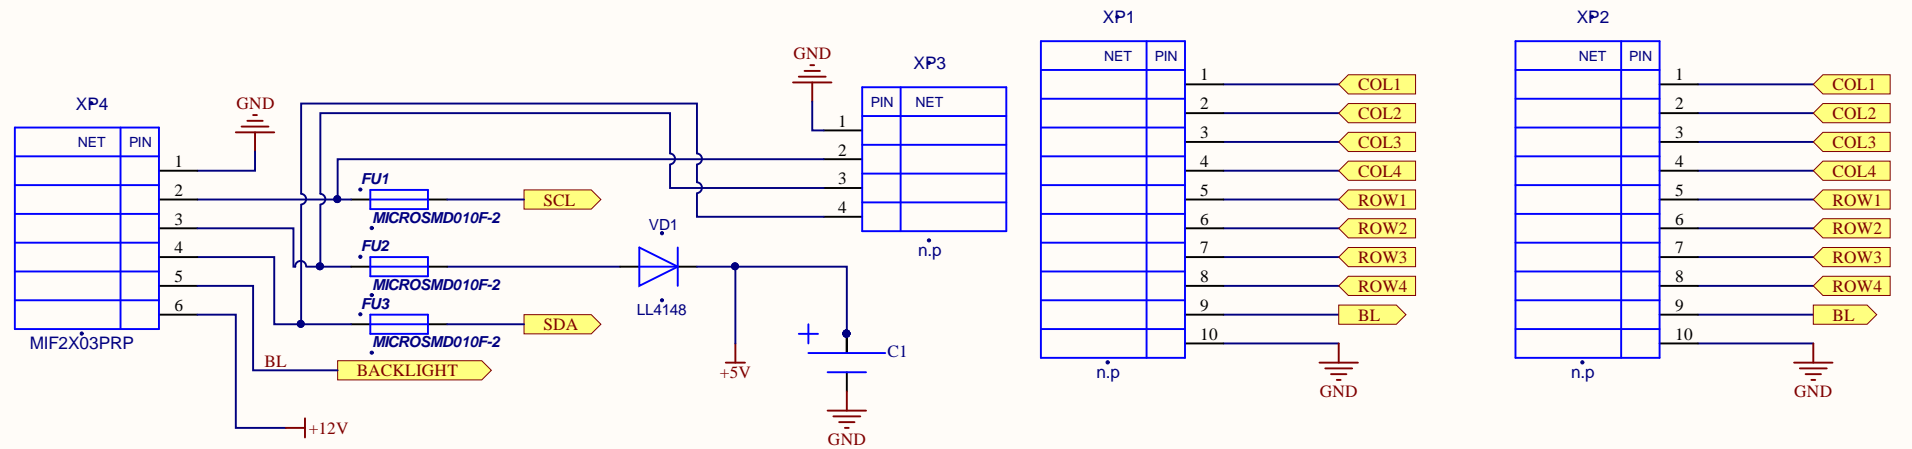 XP4
NET PIN
1
2
3
4
5
6
MIF2X03PRP
GND
FU1
MICROSMD010F-2
SCL
FU2
MICROSMD010F-2
FU3
MICROSMD010F-2
SDA
BL
BACKLIGHT
+12V
VD1
LL4148
+5V
+
C1
GND
GND
XP3
PIN NET
1
2
3
4
n.p
XP1
NET PIN
1 COL1
2 COL2
3 COL3
4 COL4
5 ROW1
6 ROW2
7 ROW3
8 ROW4
9 BL
10
GND
n.p
XP2
NET PIN
1 COL1
2 COL2
3 COL3
4 COL4
5 ROW1
6 ROW2
7 ROW3
8 ROW4
9 BL
10
GND
n.p